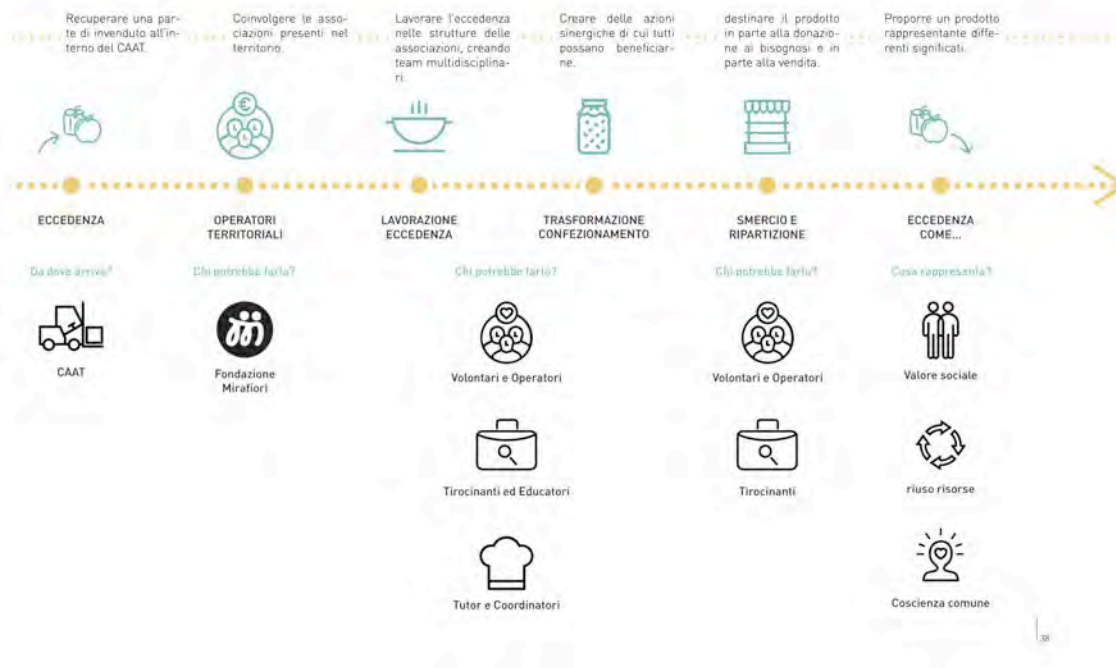 Recuperare una par-
te di invenduto all'in-
terno del CAAT.
Coinvolgere le asso-
ciazioni presenti nel
territorio.
Lavorare l'eccedenza
nelle strutture delle
associazioni, creando
team multidisciplina-
ri.
Creare delle azioni
sinergiche di cui tutti
possano beneficiar-
ne.
destinare il prodotto
in parte alla donazio-
ne ai bisognosi e in
parte alla vendita.
Proporre un prodotto
rappresentante diffe-
renti significati.
ECCEDENZA
OPERATORI
TERRITORIALI
LAVORAZIONE
ECCEDENZA
TRASFORMAZIONE
CONFEZIONAMENTO
SMERCIO E
RIPARTIZIONE
ECCEDENZA
COME...
Da dove arriva?
Chi potrebbe farlo?
Chi potrebbe farlo?
Chi potrebbe farlo?
Cosa rappresenta?
CAAT
Fondazione
Mirafiori
Volontari e Operatori
Volontari e Operatori
Valore sociale
Tirocinanti ed Educatori
Tirocinanti
riuso risorse
Tutor e Coordinatori
Coscienza comune
38